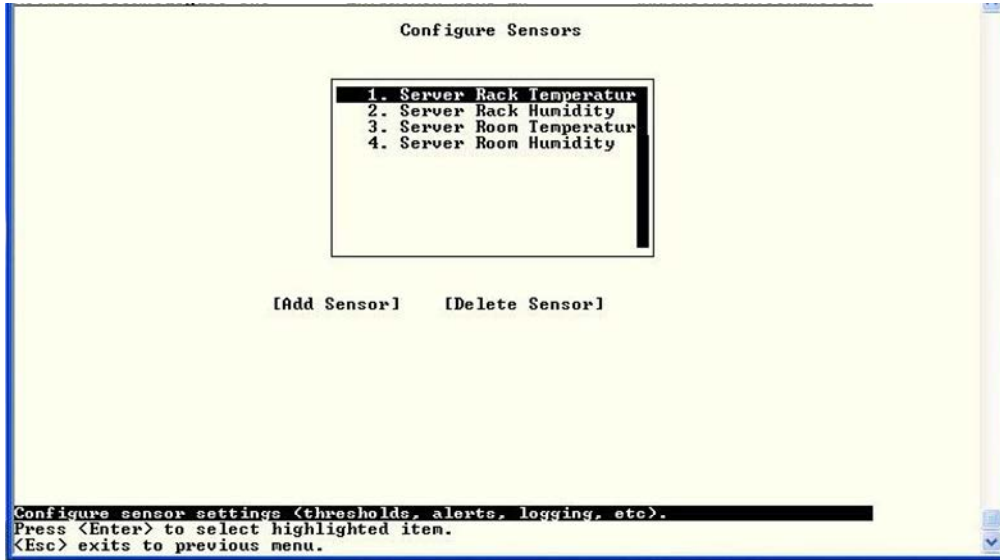 Configure Sensors
1. Server Rack Temperatur
2. Server Rack Humidity
3. Server Room Temperatur
4. Server Room Humidity
[Add Sensor] [Delete Sensor]
Configure sensor settings (thresholds, alerts, logging, etc).
Press <Enter> to select highlighted item.
<Esc> exits to previous menu.